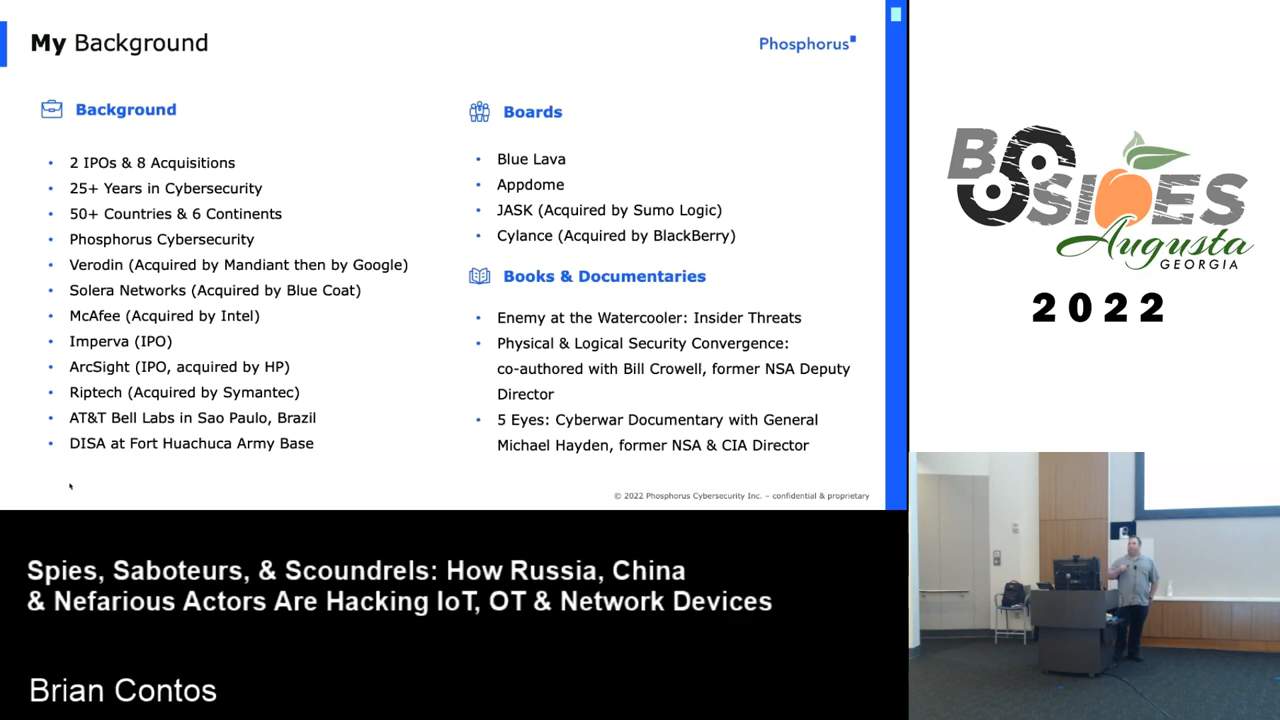 My Background
Phosphorus
Background
2 IPOs & 8 Acquisitions
25+ Years in Cybersecurity
50+ Countries & 6 Continents
Phosphorus Cybersecurity
Verodin (Acquired by Mandiant then by Google)
Solera Networks (Acquired by Blue Coat)
McAfee (Acquired by Intel)
Imperva (IPO)
ArcSight (IPO, acquired by HP)
Riptech (Acquired by Symantec)
AT&T Bell Labs in Sao Paulo, Brazil
DISA at Fort Huachuca Army Base
Boards
Blue Lava
Appdome
JASK (Acquired by Sumo Logic)
Cylance (Acquired by BlackBerry)
Books & Documentaries
Enemy at the Watercooler: Insider Threats
Physical & Logical Security Convergence:
co-authored with Bill Crowell, former NSA Deputy
Director
5 Eyes: Cyberwar Documentary with General
Michael Hayden, former NSA & CIA Director
© 2022 Phosphorus Cybersecurity Inc. – confidential & proprietary
BSIDES
Augusta
GEORGIA
2022
Spies, Saboteurs, & Scoundrels: How Russia, China
& Nefarious Actors Are Hacking IoT, OT & Network Devices
Brian Contos